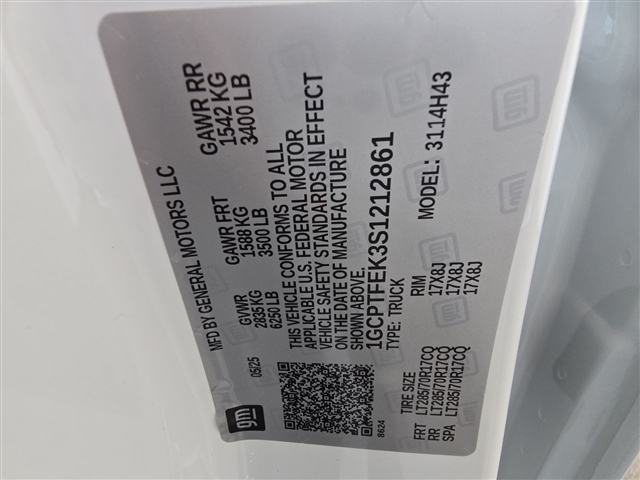 gm
MFD BY GENERAL MOTORS LLC
05/25
GVWR GAWR FRT GAWR RR
2835 KG 1588 KG 1542 KG
6250 LB 3500 LB 3400 LB
THIS VEHICLE CONFORMS TO ALL
APPLICABLE U.S. FEDERAL MOTOR
VEHICLE SAFETY STANDARDS IN EFFECT
ON THE DATE OF MANUFACTURE
SHOWN ABOVE.
1GCPTFEK3S1212861
TYPE: TRUCK MODEL: 3114H43
8624
TIRE SIZE RIM
FRT LT285/70R17CQ 17X8J
RR LT285/70R17CQ 17X8J
SPA LT285/70R17CQ 17X8J